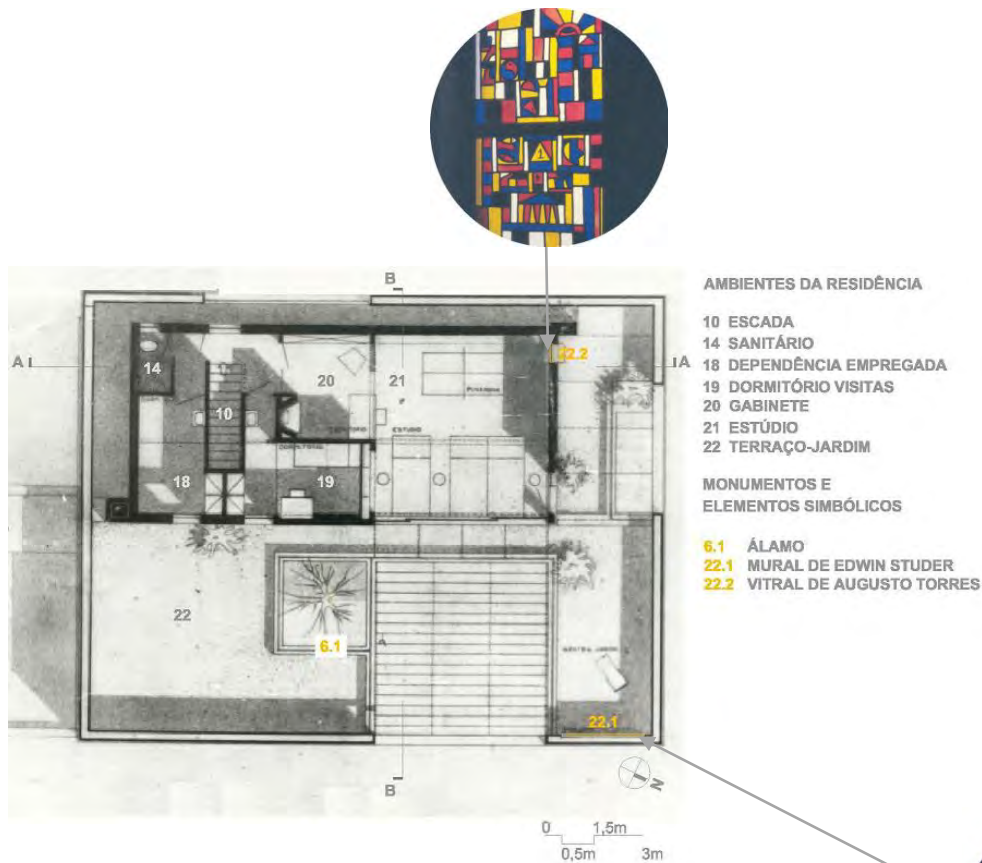 1
B
A
A
14
10
20
21
22.2
18
19
ESTUDIO
22
6.1
22.1
B
N
0 1,5m
0,5m 3m
AMBIENTES DA RESIDÊNCIA
10 ESCADA
14 SANITÁRIO
18 DEPENDÊNCIA EMPREGADA
19 DORMITÓRIO VISITAS
20 GABINETE
21 ESTÚDIO
22 TERRAÇO-JARDIM
MONUMENTOS E
ELEMENTOS SIMBÓLICOS
6.1 ÁLAMO
22.1 MURAL DE EDWIN STUDER
22.2 VITRAL DE AUGUSTO TORRES